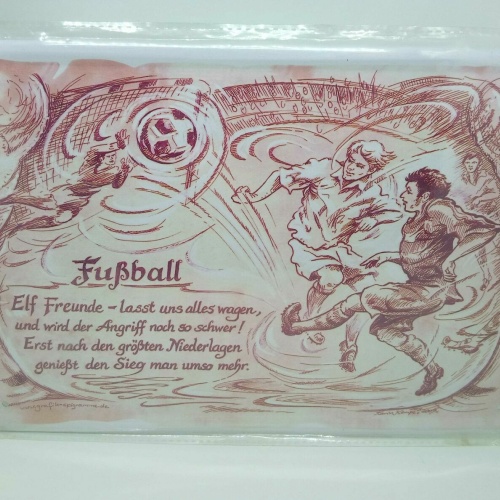 Fußball
Elf Freunde – lasst uns alles wagen,
und wird der Angriff noch so schwer!
Erst nach den größten Niederlagen
genießt den Sieg man umso mehr.